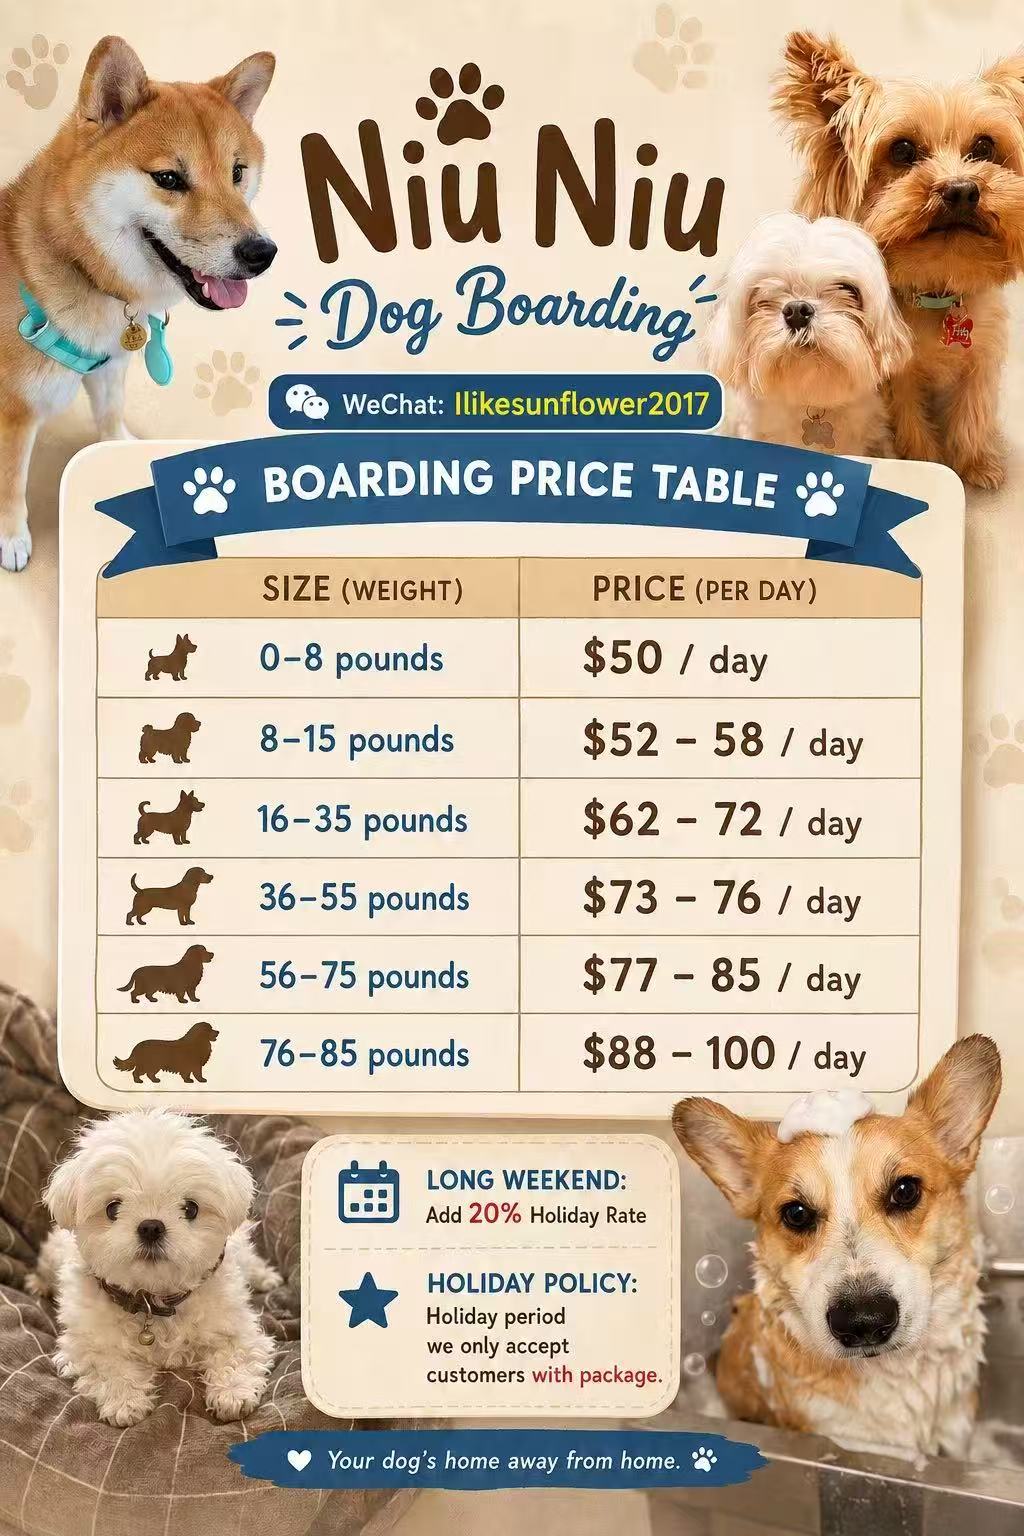 Niu Niu
Dog Boarding
WeChat: Ilikesunflower2017
BOARDING PRICE TABLE
SIZE (WEIGHT) PRICE (PER DAY)
0–8 pounds $50 / day
8–15 pounds $52 – 58 / day
16–35 pounds $62 – 72 / day
36–55 pounds $73 – 76 / day
56–75 pounds $77 – 85 / day
76–85 pounds $88 – 100 / day
LONG WEEKEND:
Add 20% Holiday Rate
HOLIDAY POLICY:
Holiday period
we only accept
customers with package.
Your dog's home away from home.